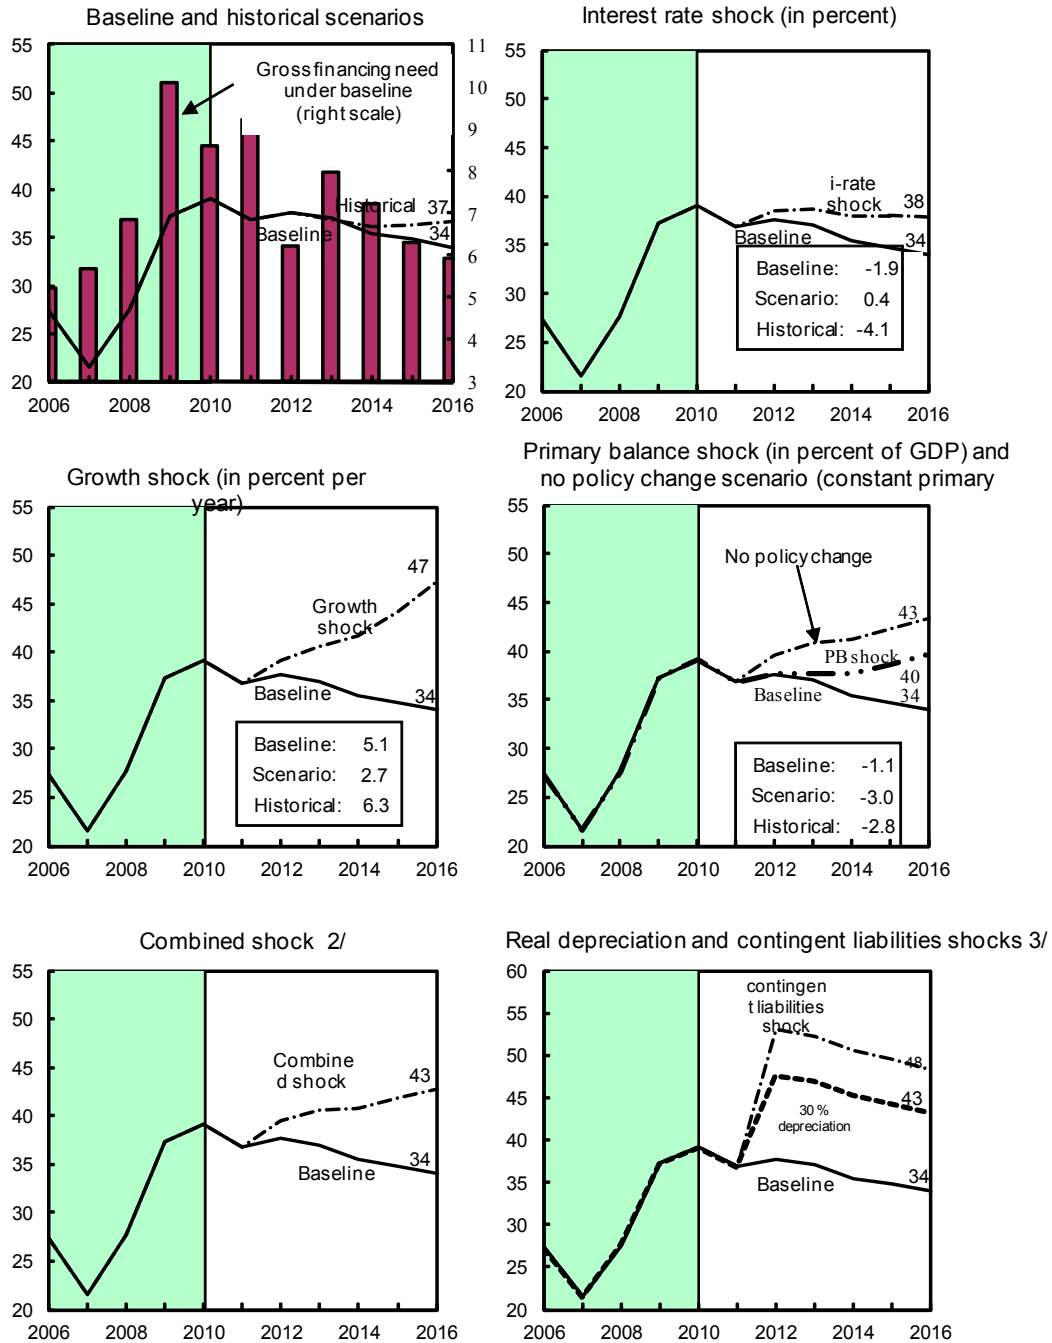 Baseline and historical scenarios
55
50
45
40
35
30
25
20
11
10
9
8
7
6
5
4
3
Gross financing need
under baseline
(right scale)
Historical
37
Baseline
34
2006 2008 2010 2012 2014 2016
Interest rate shock (in percent)
55
50
45
40
35
30
25
20
i-rate
shock
38
Baseline
34
Baseline: -1.9
Scenario: 0.4
Historical: -4.1
2006 2008 2010 2012 2014 2016
Growth shock (in percent per
year)
55
50
45
40
35
30
25
20
47
Growth
shock
Baseline
34
Baseline: 5.1
Scenario: 2.7
Historical: 6.3
2006 2008 2010 2012 2014 2016
Primary balance shock (in percent of GDP) and
no policy change scenario (constant primary
55
50
45
40
35
30
25
20
No policy change
43
PB shock
40
Baseline
34
Baseline: -1.1
Scenario: -3.0
Historical: -2.8
2006 2008 2010 2012 2014 2016
Combined shock 2/
55
50
45
40
35
30
25
20
Combine
d shock
43
Baseline
34
2006 2008 2010 2012 2014 2016
Real depreciation and contingent liabilities shocks 3/
60
55
50
45
40
35
30
25
20
contingen
t liabilities
shock
48
43
30 %
depreciation
Baseline
34
2006 2008 2010 2012 2014 2016